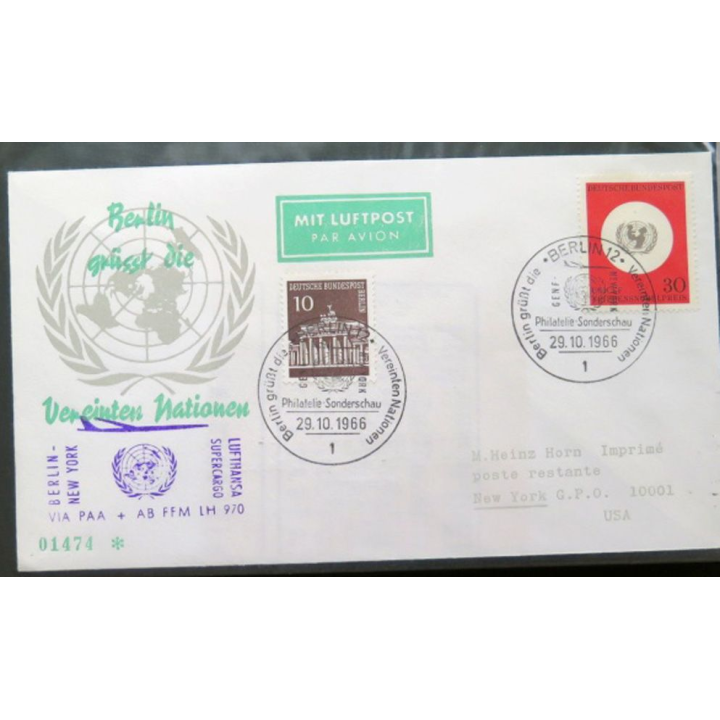 Berlin
grüsst die
Vereinten Nationen
MIT LUFTPOST
PAR AVION
10
DEUTSCHE BUNDESPOST
BERLIN
DEUTSCHE BUNDESPOST
30
· BERLIN 12 ·
Berlin grüßt die Vereinten Nationen
Philatelie-Sonderschau
29.10.1966
1
· BERLIN 12 ·
Berlin grüßt die Vereinten Nationen
GENF
Philatelie-Sonderschau
29.10.1966
1
BERLIN-
NEW YORK
LUFTHANSA
SUPERCARGO
VIA PAA + AB FFM LH 970
01474 *
M.Heinz Horn Imprimé
poste restante
New York G.P.O. 10001 -
USA